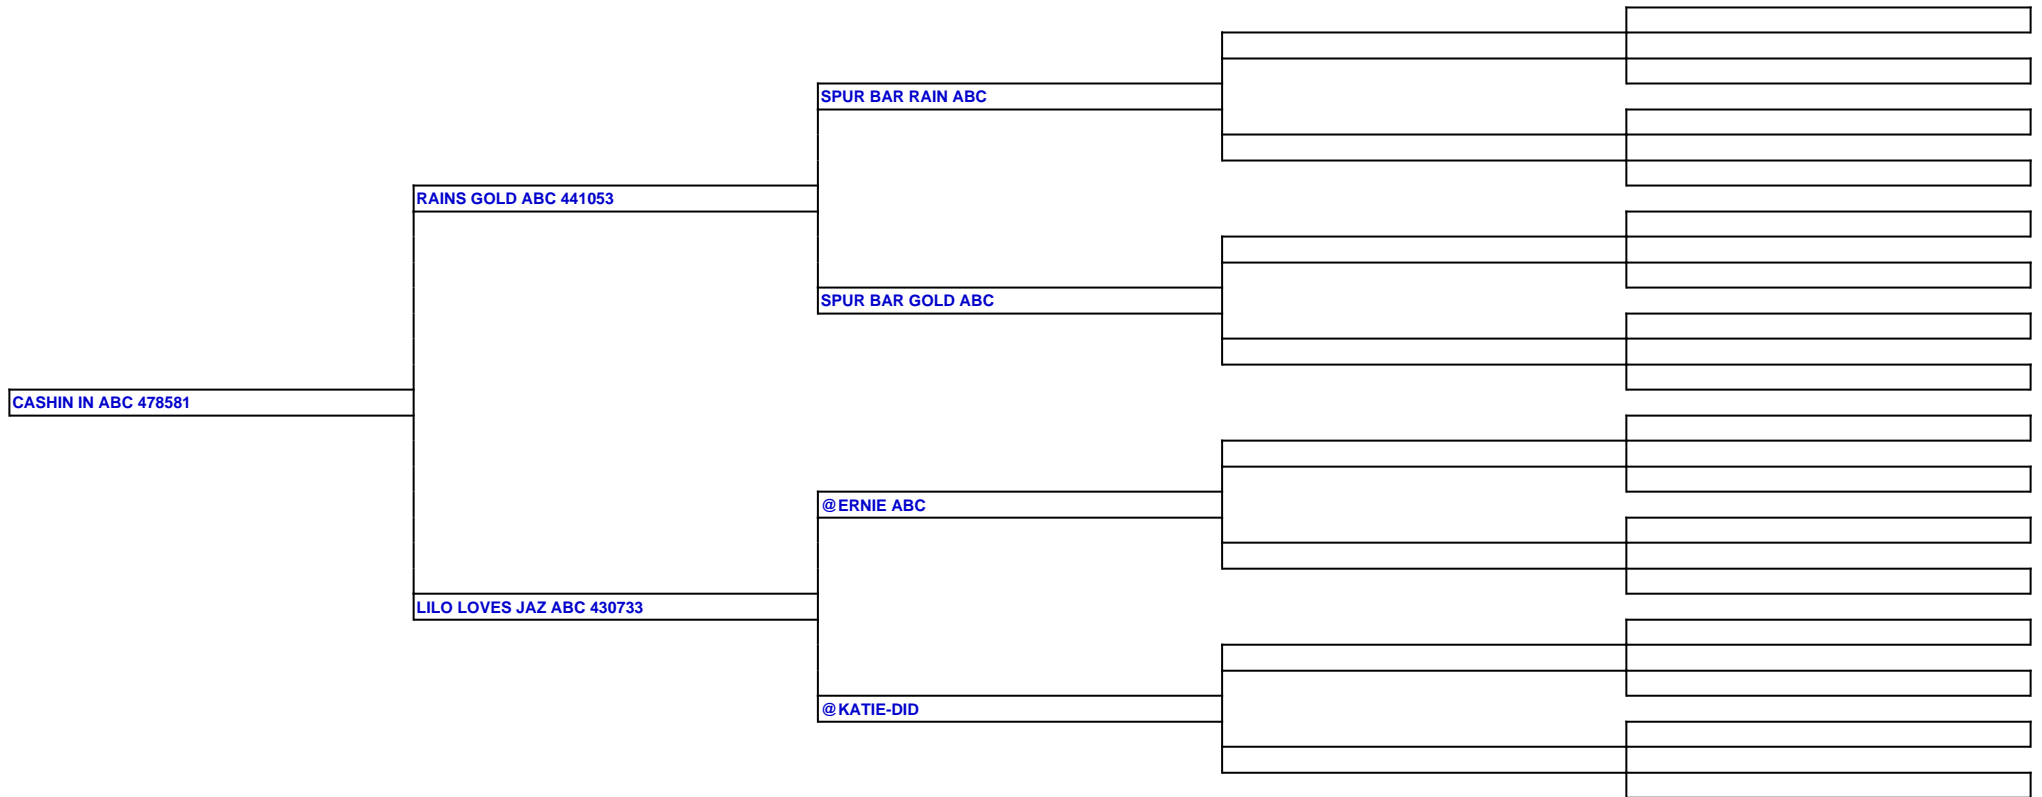 SPUR BAR RAIN ABC
RAINS GOLD ABC 441053
SPUR BAR GOLD ABC
CASHIN IN ABC 478581
@ERNIE ABC
LILO LOVES JAZ ABC 430733
@KATIE-DID